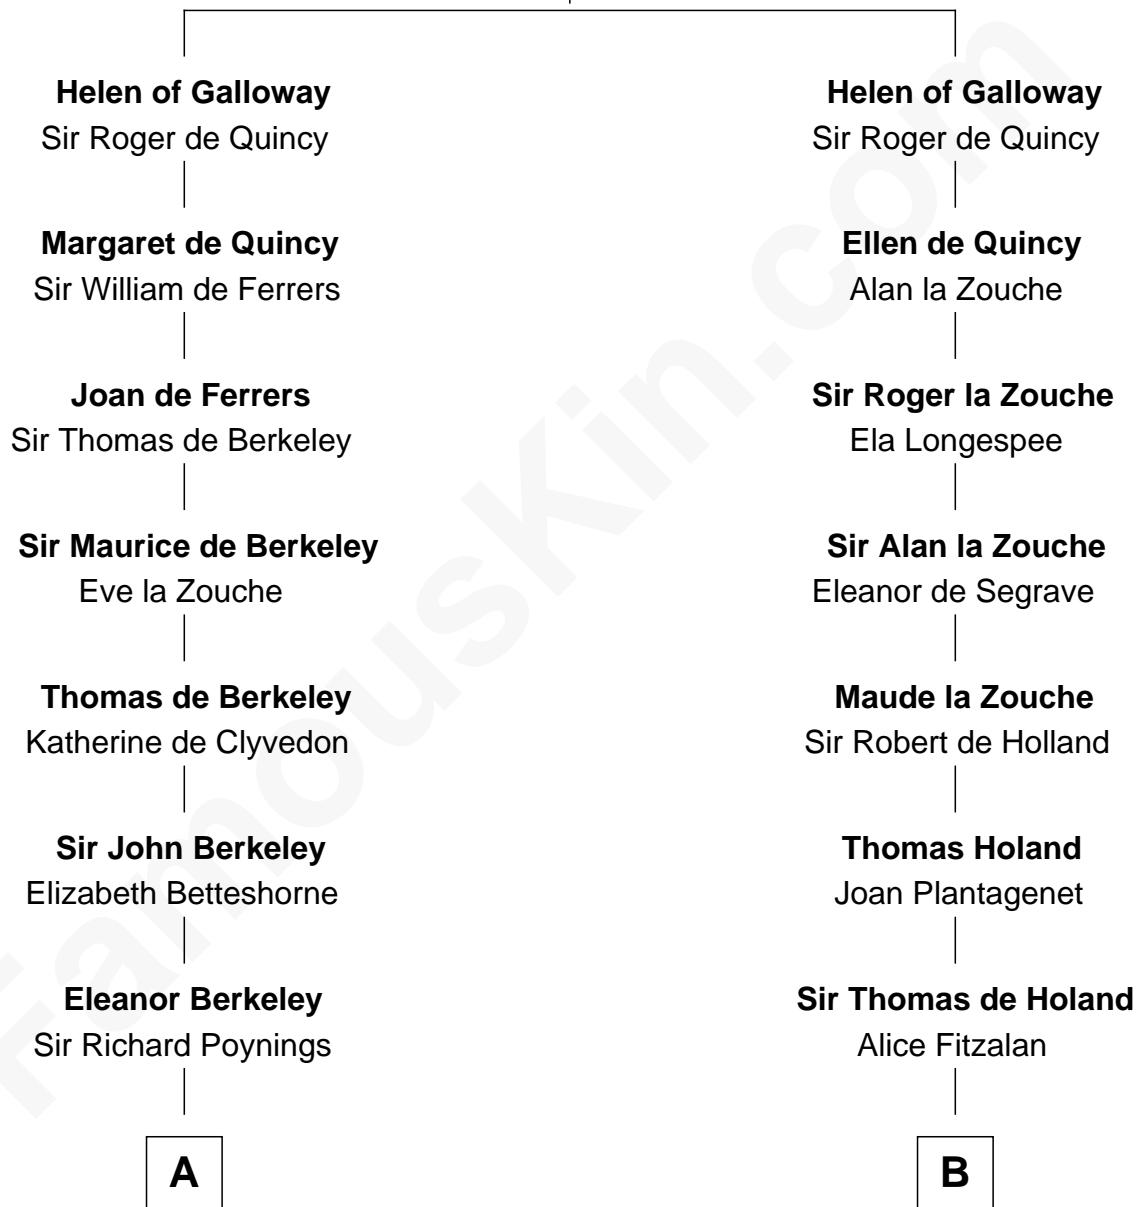 Helen of Galloway
Sir Roger de Quincy
Helen of Galloway
Sir Roger de Quincy
Margaret de Quincy
Sir William de Ferrers
Ellen de Quincy
Alan la Zouche
Joan de Ferrers
Sir Thomas de Berkeley
Sir Roger la Zouche
Ela Longespee
Sir Maurice de Berkeley
Eve la Zouche
Sir Alan la Zouche
Eleanor de Segrave
Thomas de Berkeley
Katherine de Clyvedon
Maude la Zouche
Sir Robert de Holland
Sir John Berkeley
Elizabeth Betteshorne
Thomas Holand
Joan Plantagenet
Eleanor Berkeley
Sir Richard Poynings
Sir Thomas de Holand
Alice Fitzalan
A
B
FamousKin.com